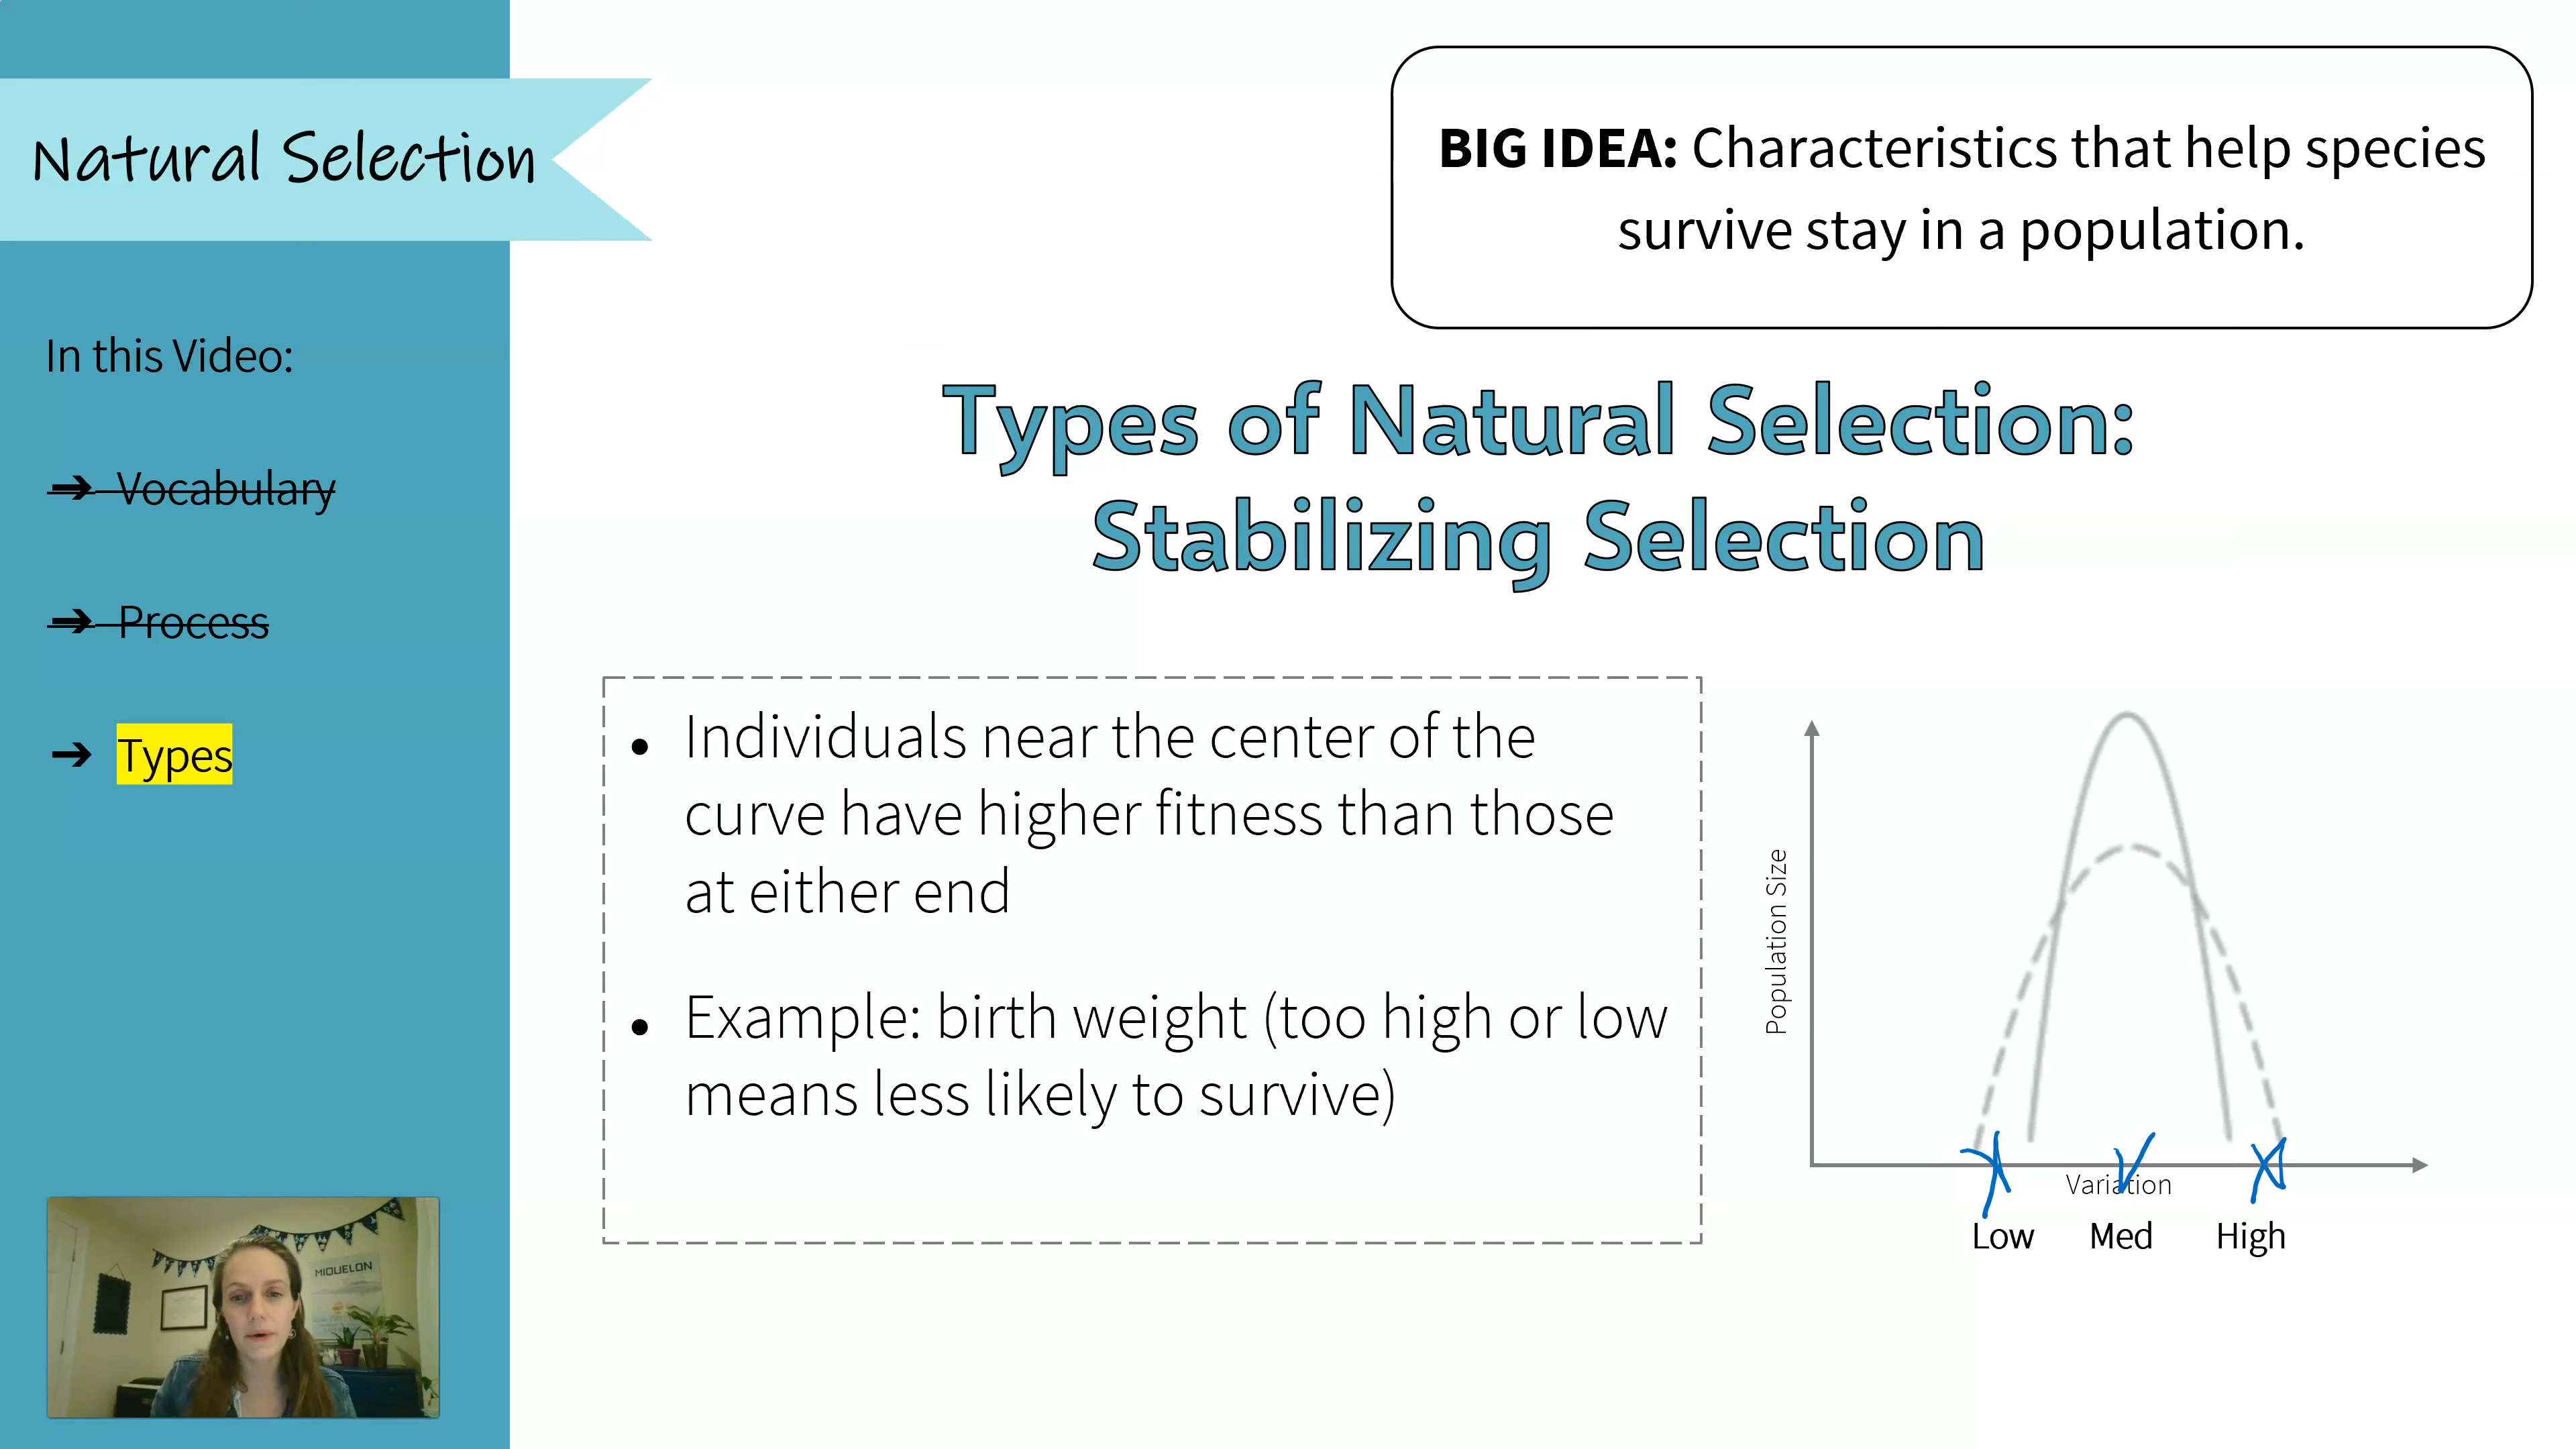 Natural Selection
In this Video:
➔ Vocabulary
➔ Process
➔ Types
BIG IDEA: Characteristics that help species
survive stay in a population.
Types of Natural Selection:
Stabilizing Selection
• Individuals near the center of the
curve have higher fitness than those
at either end
• Example: birth weight (too high or low
means less likely to survive)
Population Size
Variation
Low Med High
MIQUELON